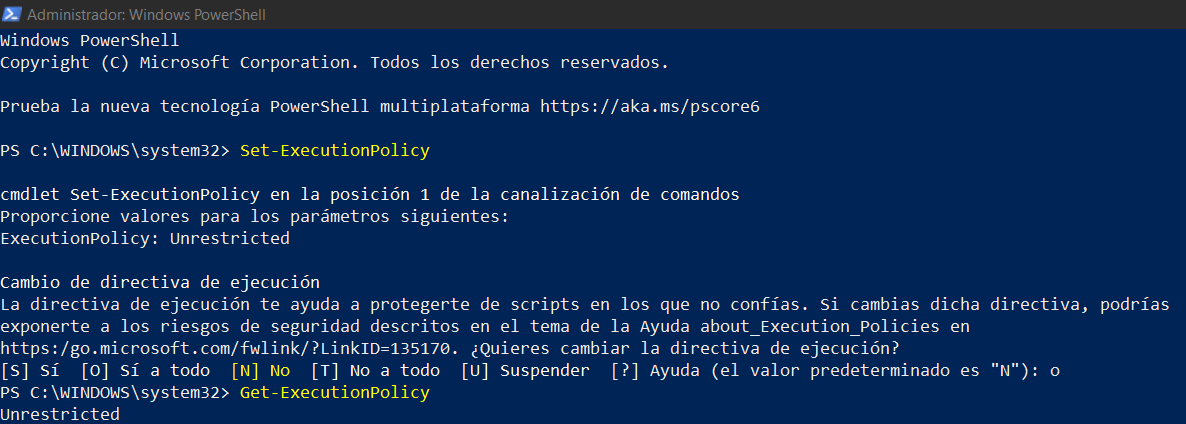 Administrador: Windows PowerShell
Windows PowerShell
Copyright (C) Microsoft Corporation. Todos los derechos reservados.
Prueba la nueva tecnología PowerShell multiplataforma https://aka.ms/pscore6
PS C:\WINDOWS\system32> Set-ExecutionPolicy
cmdlet Set-ExecutionPolicy en la posición 1 de la canalización de comandos
Proporcione valores para los parámetros siguientes:
ExecutionPolicy: Unrestricted
Cambio de directiva de ejecución
La directiva de ejecución te ayuda a protegerte de scripts en los que no confías. Si cambias dicha directiva, podrías
exponerte a los riesgos de seguridad descritos en el tema de la Ayuda about_Execution_Policies en
https:/go.microsoft.com/fwlink/?LinkID=135170. ¿Quieres cambiar la directiva de ejecución?
[S] Sí  [O] Sí a todo  [N] No  [T] No a todo  [U] Suspender  [?] Ayuda (el valor predeterminado es "N"): o
PS C:\WINDOWS\system32> Get-ExecutionPolicy
Unrestricted